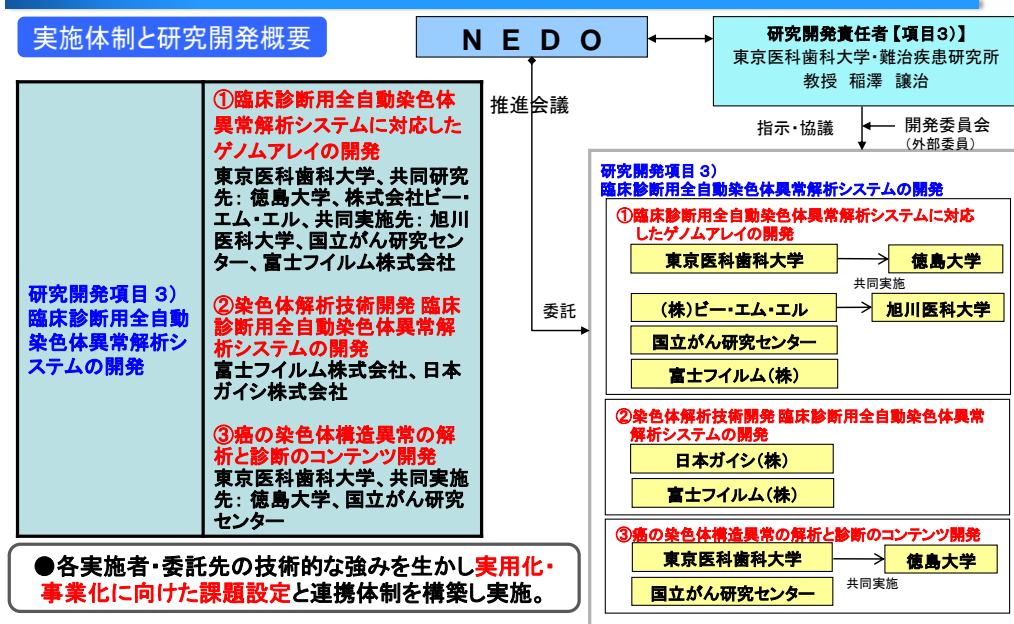 実施体制と研究開発概要
NEDO
研究開発責任者【項目3)】
東京医科歯科大学・難治疾患研究所
教授 稲澤 譲治
推進会議
指示・協議
開発委員会
(外部委員)
委託
研究開発項目 3)
臨床診断用全自動
染色体異常解析シ
ステムの開発
①臨床診断用全自動染色体
異常解析システムに対応した
ゲノムアレイの開発
東京医科歯科大学、共同研究
先: 徳島大学、株式会社ビー・
エム・エル、共同実施先: 旭川
医科大学、国立がん研究セン
ター、富士フイルム株式会社
②染色体解析技術開発 臨床
診断用全自動染色体異常解
析システムの開発
富士フイルム株式会社、日本
ガイシ株式会社
③癌の染色体構造異常の解
析と診断のコンテンツ開発
東京医科歯科大学、共同実施
先: 徳島大学、国立がん研究
センター
●各実施者・委託先の技術的な強みを生かし実用化・
事業化に向けた課題設定と連携体制を構築し実施。
研究開発項目 3)
臨床診断用全自動染色体異常解析システムの開発
①臨床診断用全自動染色体異常解析システムに対応
したゲノムアレイの開発
東京医科歯科大学
徳島大学
共同実施
(株)ビー・エム・エル
旭川医科大学
国立がん研究センター
富士フイルム(株)
②染色体解析技術開発 臨床診断用全自動染色体異常
解析システムの開発
日本ガイシ(株)
富士フイルム(株)
③癌の染色体構造異常の解析と診断のコンテンツ開発
東京医科歯科大学
徳島大学
共同実施
国立がん研究センター